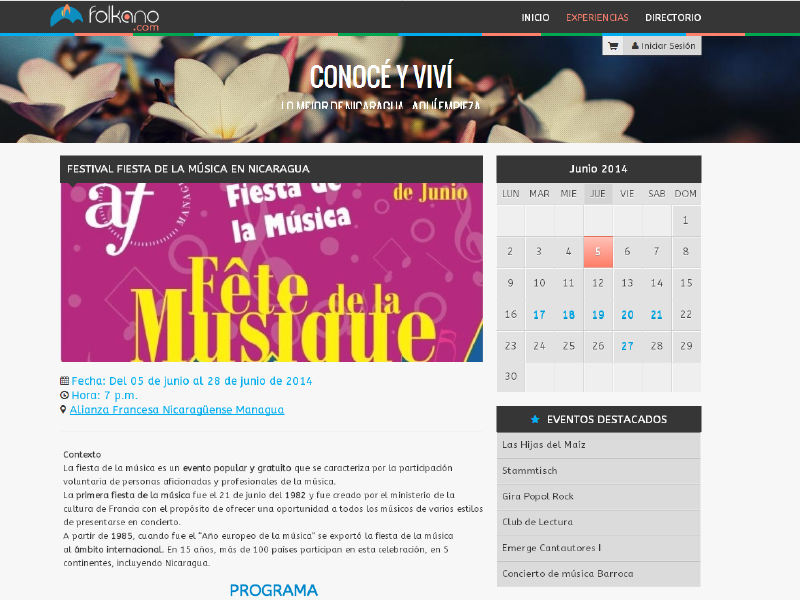 folkano
.com
INICIO EXPERIENCIAS DIRECTORIO
Iniciar Sesión
CONOCÉ Y VIVÍ
LO MEJOR DE NICARAGUA, AQUÍ EMPIEZA
FESTIVAL FIESTA DE LA MÚSICA EN NICARAGUA
af
MANAGUA
Fiesta de
la Música
de Junio
Fête de la
Musique
Fecha: Del 05 de junio al 28 de junio de 2014
Hora: 7 p.m.
Alianza Francesa Nicaragüense Managua
Contexto
La fiesta de la música es un evento popular y gratuito que se caracteriza por la participación
voluntaria de personas aficionadas y profesionales de la música.
La primera fiesta de la música fue el 21 de junio del 1982 y fue creado por el ministerio de la
cultura de Francia con el propósito de ofrecer una oportunidad a todos los músicos de varios estilos
de presentarse en concierto.
A partir de 1985, cuando fue el "Año europeo de la música" se exportó la fiesta de la música
al ámbito internacional. En 15 años, más de 100 países participan en esta celebración, en 5
continentes, incluyendo Nicaragua.
PROGRAMA
Junio 2014
LUN MAR MIE JUE VIE SAB DOM
1
2 3 4 5 6 7 8
9 10 11 12 13 14 15
16 17 18 19 20 21 22
23 24 25 26 27 28 29
30
EVENTOS DESTACADOS
Las Hijas del Maíz
Stammtisch
Gira Popol Rock
Club de Lectura
Emerge Cantautores I
Concierto de música Barroca